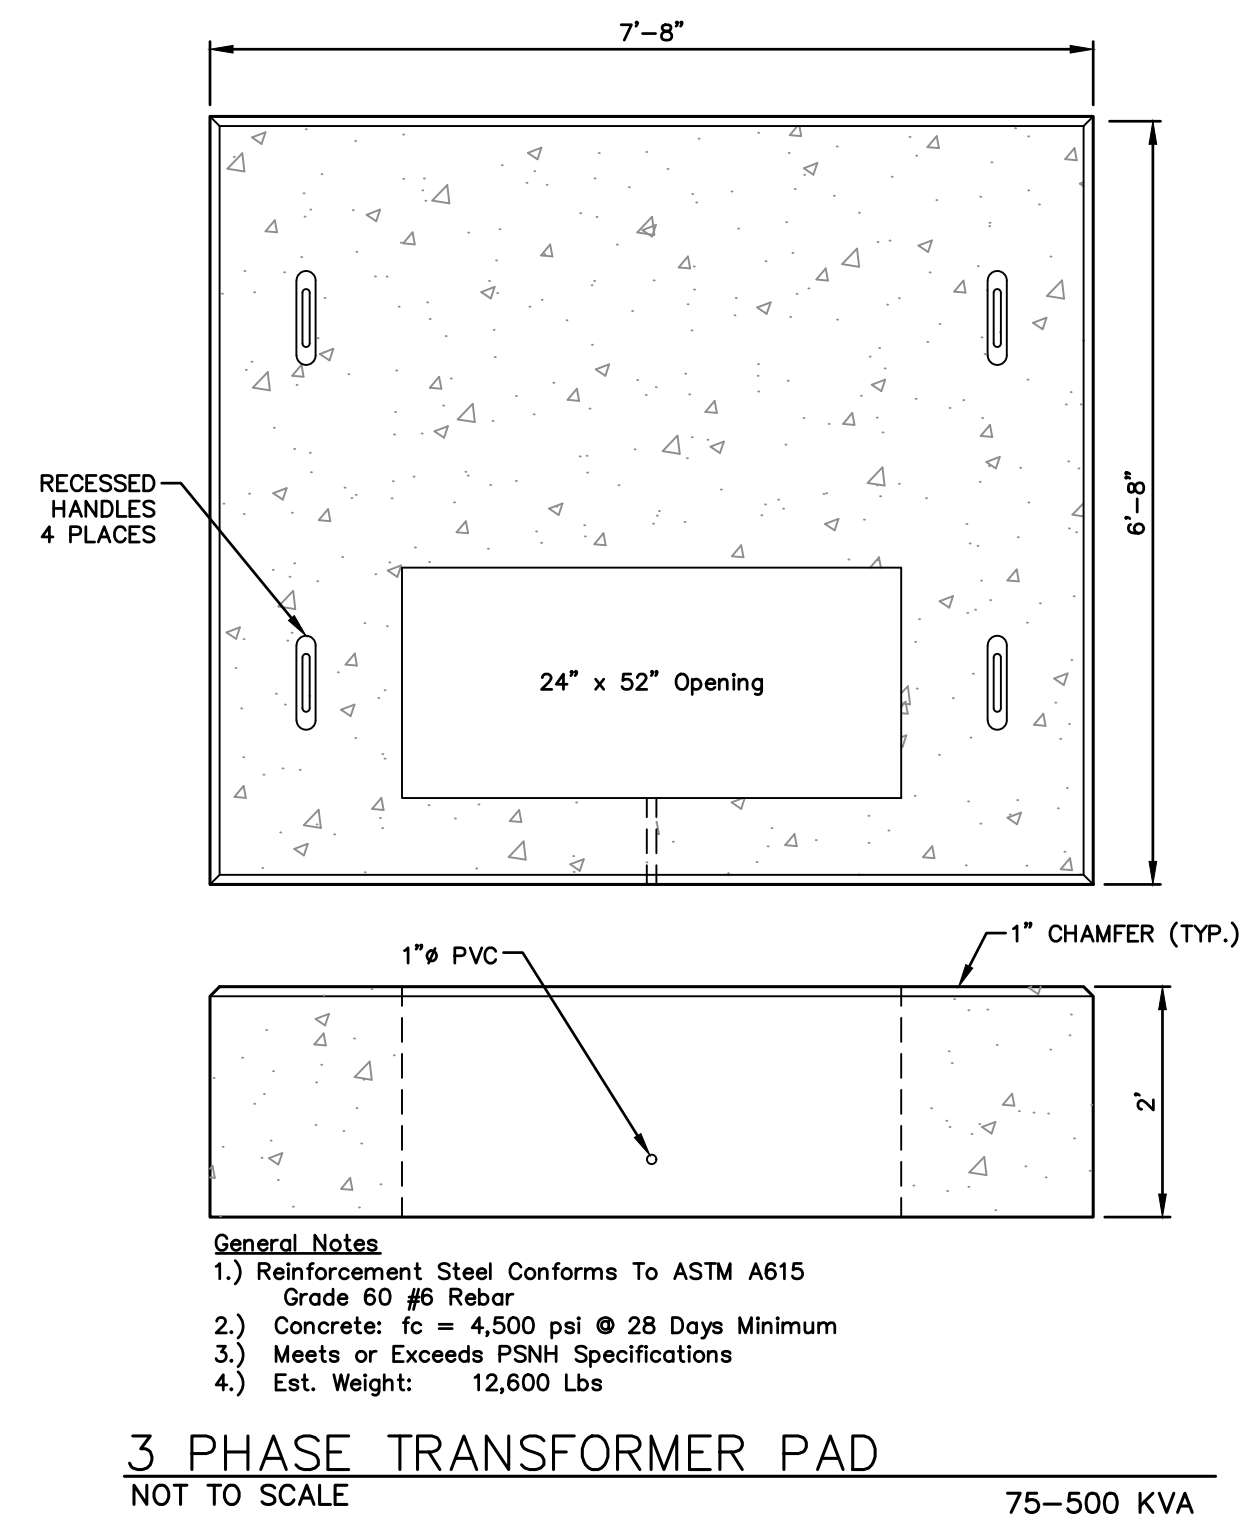 7'-8"
6'-8"
RECESSED
HANDLES
4 PLACES
24" x 52" Opening
1" CHAMFER (TYP.)
1"ø PVC
2'
General Notes
1.) Reinforcement Steel Conforms To ASTM A615
Grade 60 #6 Rebar
2.) Concrete: fc = 4,500 psi @ 28 Days Minimum
3.) Meets or Exceeds PSNH Specifications
4.) Est. Weight: 12,600 Lbs
3 PHASE TRANSFORMER PAD
NOT TO SCALE
75-500 KVA